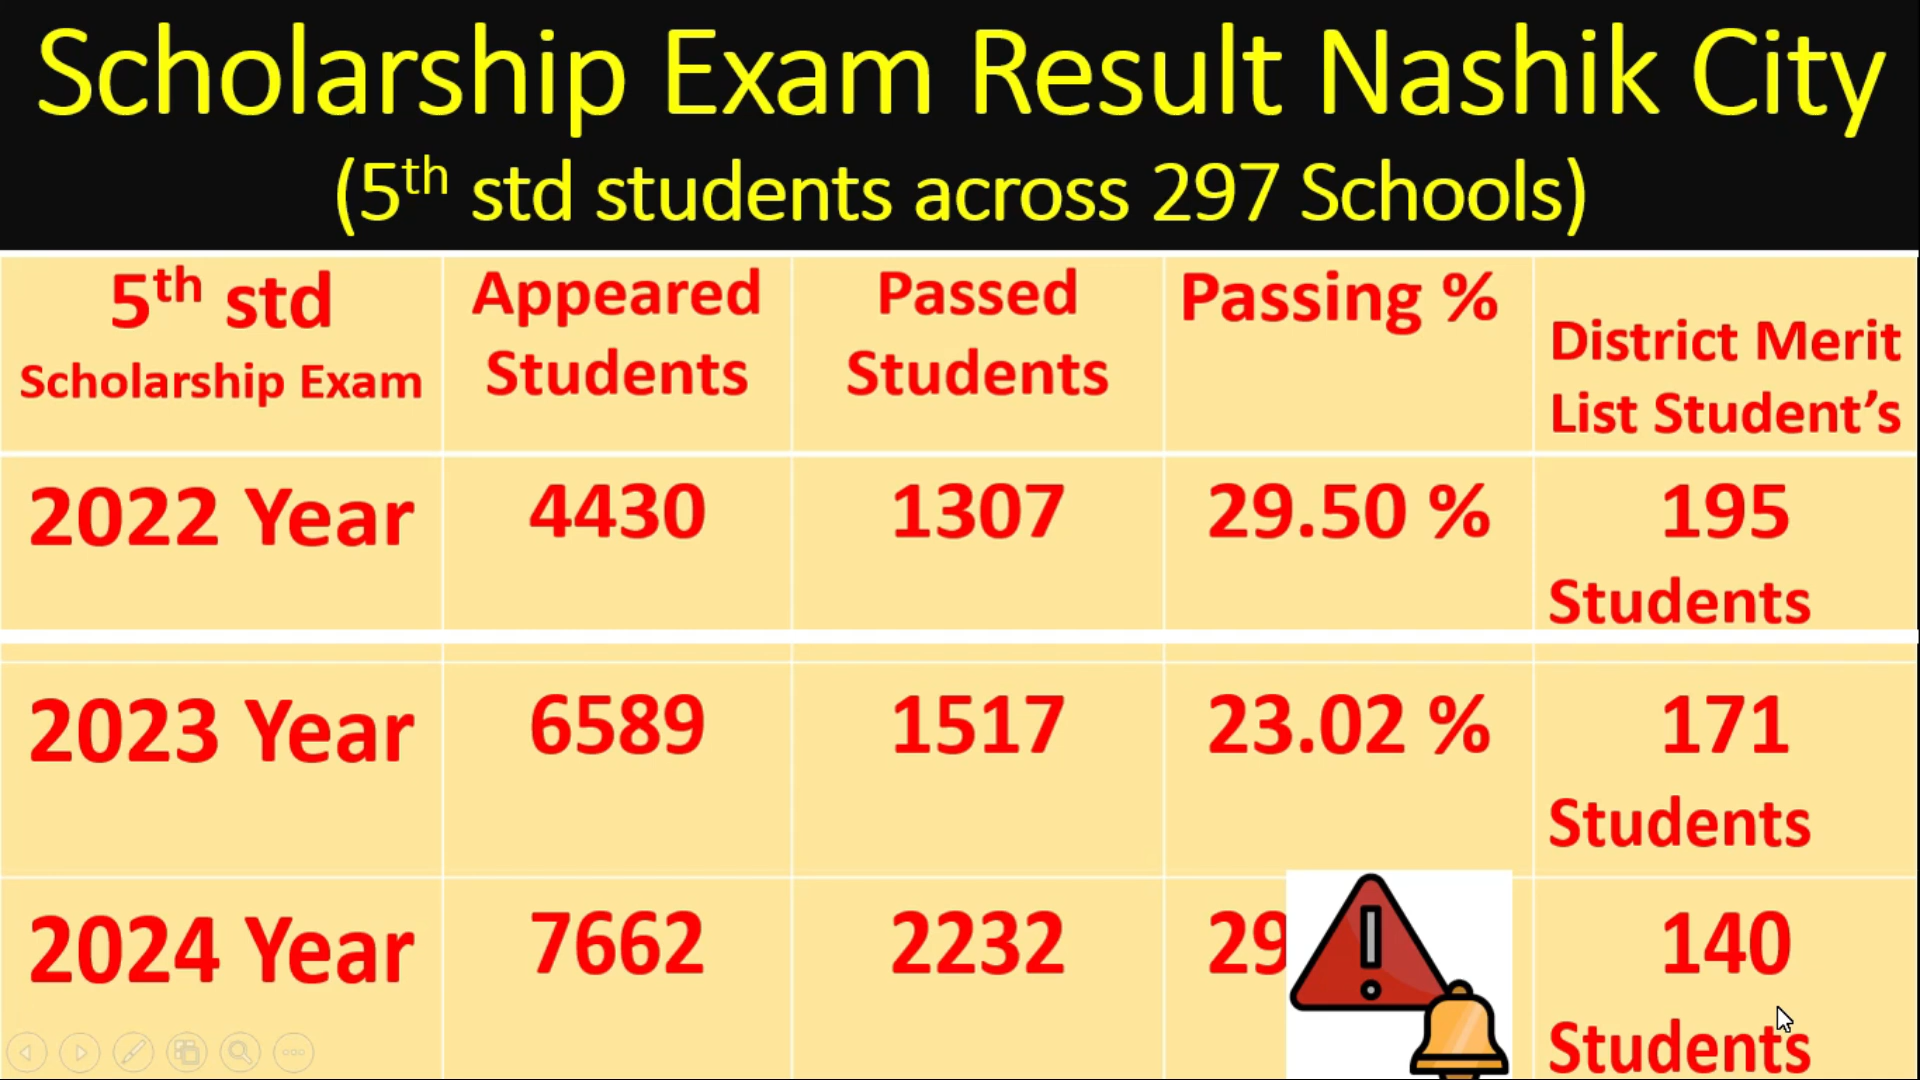 Scholarship Exam Result Nashik City
(5th std students across 297 Schools)
5th std
Scholarship Exam
Appeared
Students
Passed
Students
Passing %
District Merit
List Student’s
2022 Year
4430
1307
29.50 %
195
Students
2023 Year
6589
1517
23.02 %
171
Students
2024 Year
7662
2232
29
140
Students